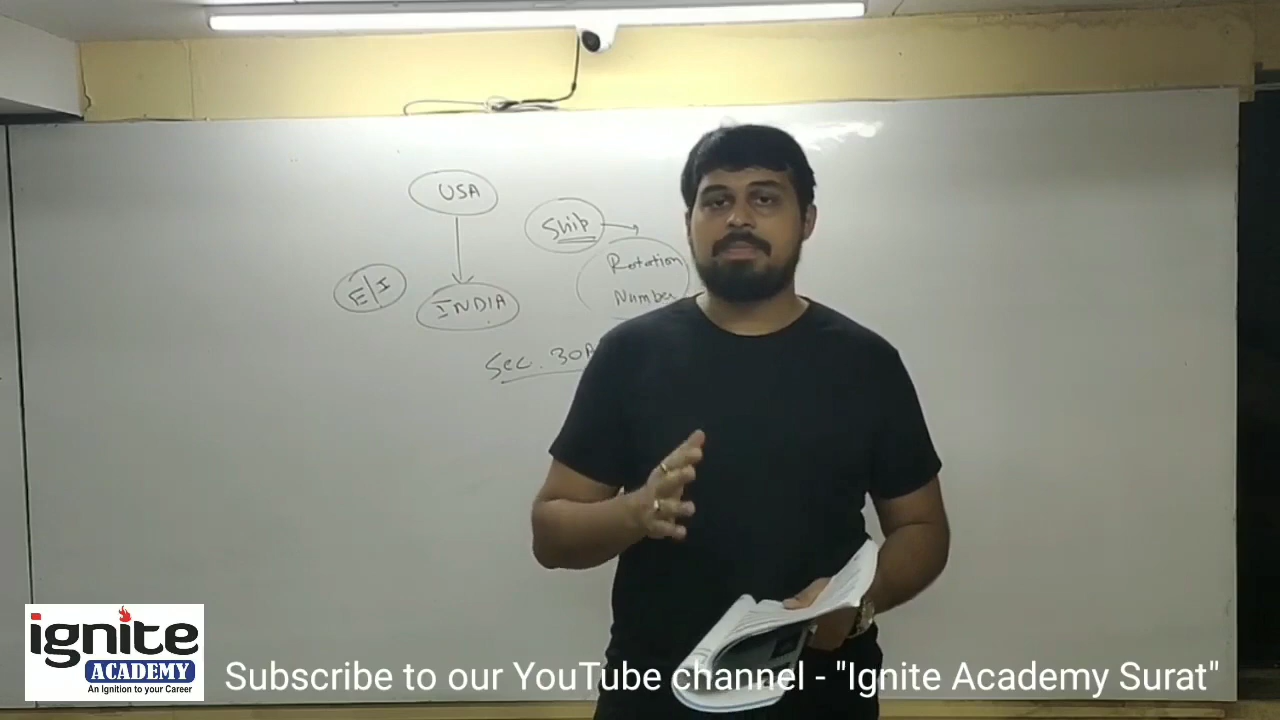 USA
Ship
E/I
INDIA
Rotation
Number
Sec. 30A
ignite
ACADEMY
An Ignition to your Career
Subscribe to our YouTube channel - "Ignite Academy Surat"